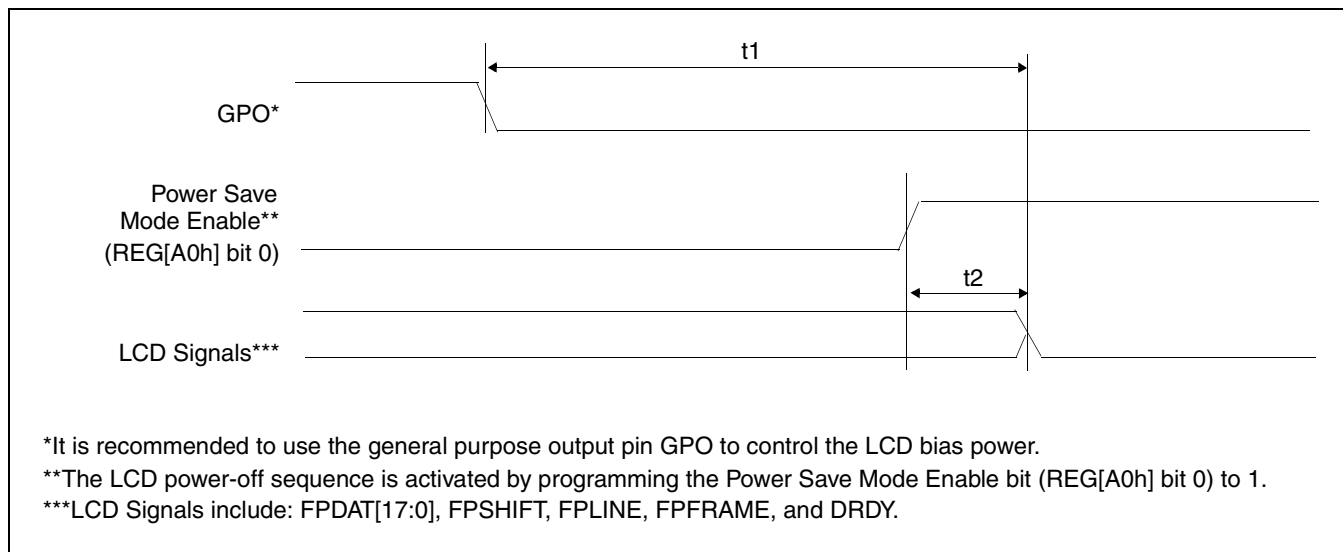 t1
GPO*
Power Save
Mode Enable**
(REG[A0h] bit 0)
t2
LCD Signals***
*It is recommended to use the general purpose output pin GPO to control the LCD bias power.
**The LCD power-off sequence is activated by programming the Power Save Mode Enable bit (REG[A0h] bit 0) to 1.
***LCD Signals include: FPDAT[17:0], FPSHIFT, FPLINE, FPFRAME, and DRDY.